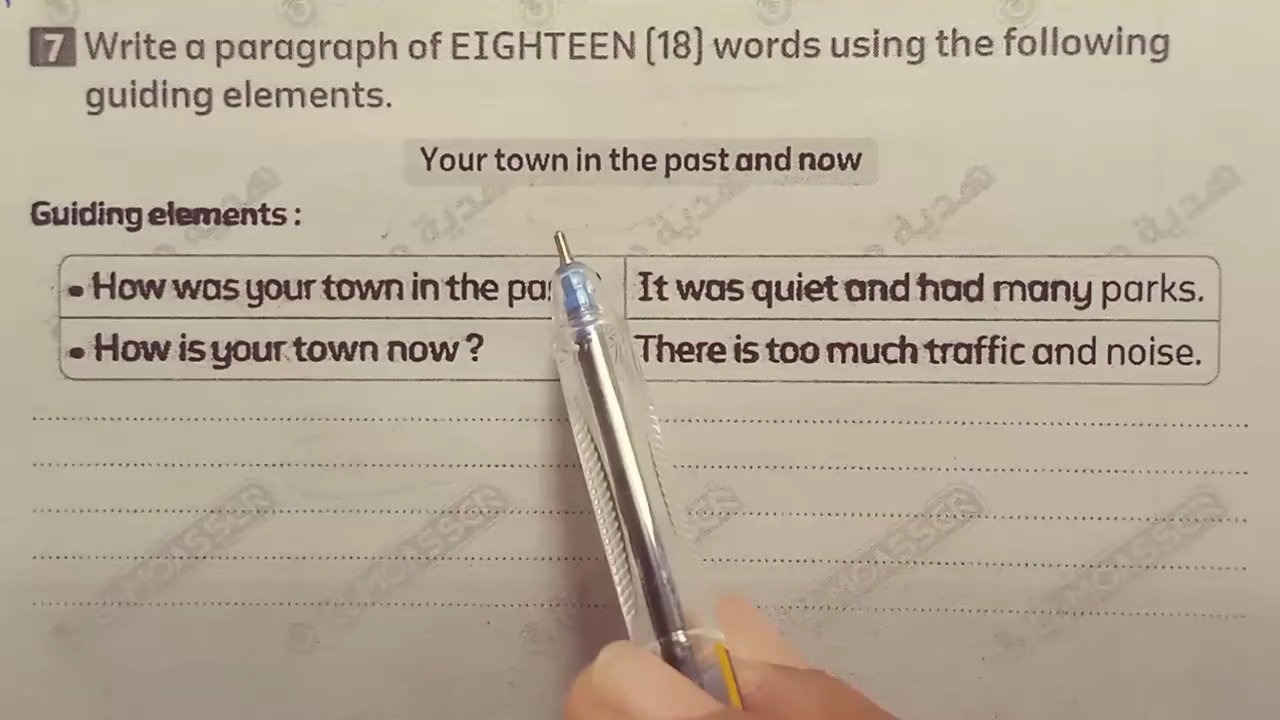 7 Write a paragraph of EIGHTEEN (18) words using the following
guiding elements.
Your town in the past and now
Guiding elements :
• How was your town in the
It was quiet and had many parks.
• How is your town now ?
There is too much traffic and noise.